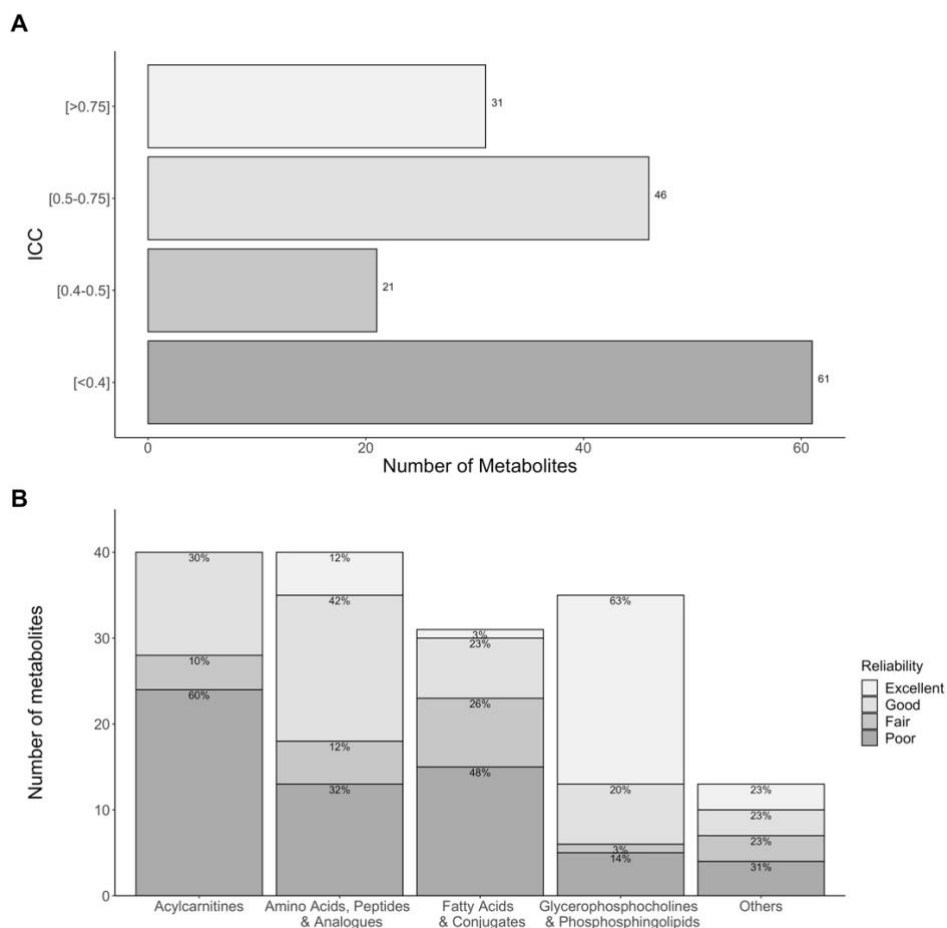 A
[>0.75]
31
[0.5-0.75]
46
ICC
[0.4-0.5]
21
[<0.4]
61
0 20 40 60
Number of Metabolites
B
Number of metabolites
40
30
20
10
0
30%
10%
60%
12%
42%
12%
32%
3%
23%
26%
48%
63%
20%
3%
14%
23%
23%
23%
31%
Acylcarnitines
Amino Acids, Peptides
& Analogues
Fatty Acids
& Conjugates
Glycerophosphocholines
& Phosphosphingolipids
Others
Reliability
Excellent
Good
Fair
Poor